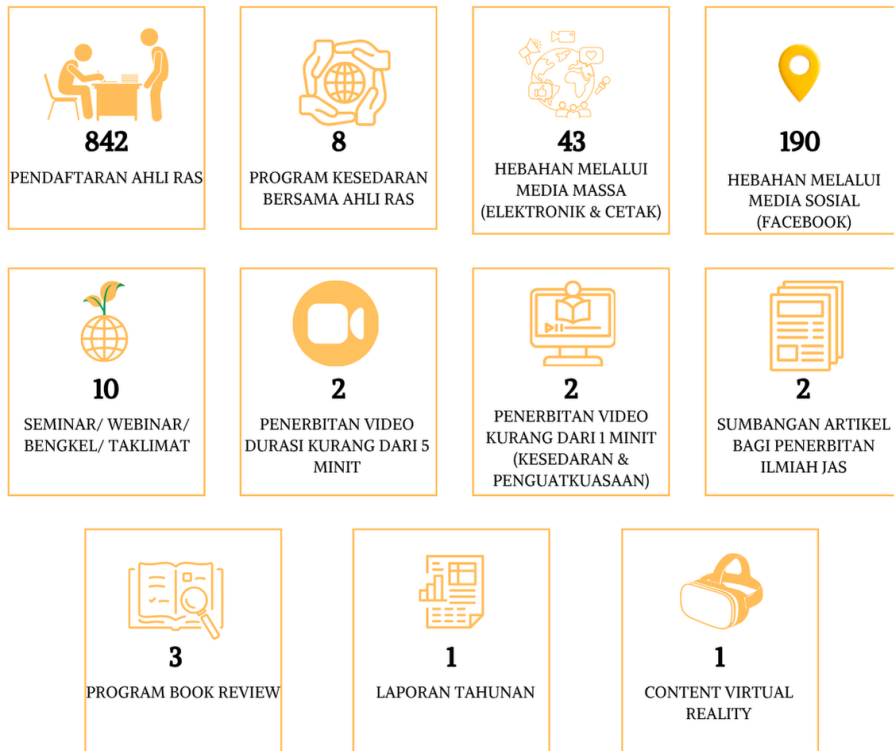 842
PENDAFTARAN AHLI RAS
8
PROGRAM KESEDARAN
BERSAMA AHLI RAS
43
HEBAHAN MELALUI
MEDIA MASSA
(ELEKTRONIK & CETAK)
190
HEBAHAN MELALUI
MEDIA SOSIAL
(FACEBOOK)
10
SEMINAR/ WEBINAR/
BENGKEL/ TAKLIMAT
2
PENERBITAN VIDEO
DURASI KURANG DARI 5
MINIT
2
PENERBITAN VIDEO
KURANG DARI 1 MINIT
(KESEDARAN &
PENGUATKUASAAN)
2
SUMBANGAN ARTIKEL
BAGI PENERBITAN
ILMIAH JAS
3
PROGRAM BOOK REVIEW
1
LAPORAN TAHUNAN
1
CONTENT VIRTUAL
REALITY